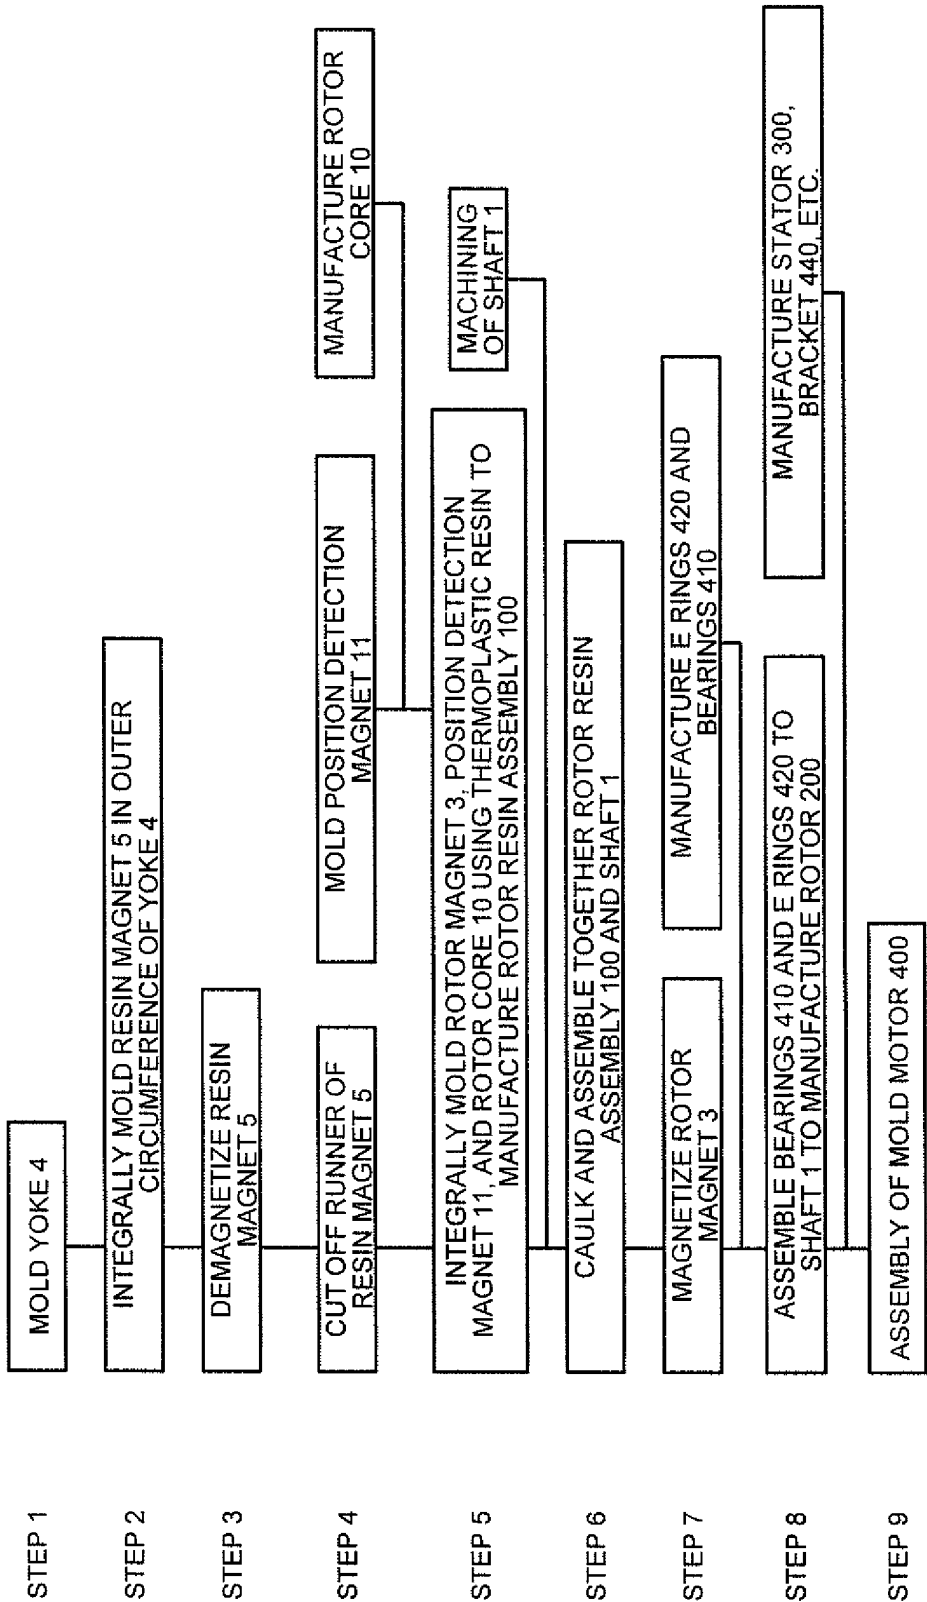 STEP 1
MOLD YOKE 4
STEP 2
INTEGRALLY MOLD RESIN MAGNET 5 IN OUTER
CIRCUMFERENCE OF YOKE 4
STEP 3
DEMAGNETIZE RESIN
MAGNET 5
STEP 4
CUT OFF RUNNER OF
RESIN MAGNET 5
MOLD POSITION DETECTION
MAGNET 11
MANUFACTURE ROTOR
CORE 10
STEP 5
INTEGRALLY MOLD ROTOR MAGNET 3, POSITION DETECTION
MAGNET 11, AND ROTOR CORE 10 USING THERMOPLASTIC RESIN TO
MANUFACTURE ROTOR RESIN ASSEMBLY 100
MACHINING
OF SHAFT 1
STEP 6
CAULK AND ASSEMBLE TOGETHER ROTOR RESIN
ASSEMBLY 100 AND SHAFT 1
STEP 7
MAGNETIZE ROTOR
MAGNET 3
MANUFACTURE E RINGS 420 AND
BEARINGS 410
STEP 8
ASSEMBLE BEARINGS 410 AND E RINGS 420 TO
SHAFT 1 TO MANUFACTURE ROTOR 200
MANUFACTURE STATOR 300,
BRACKET 440, ETC.
STEP 9
ASSEMBLY OF MOLD MOTOR 400